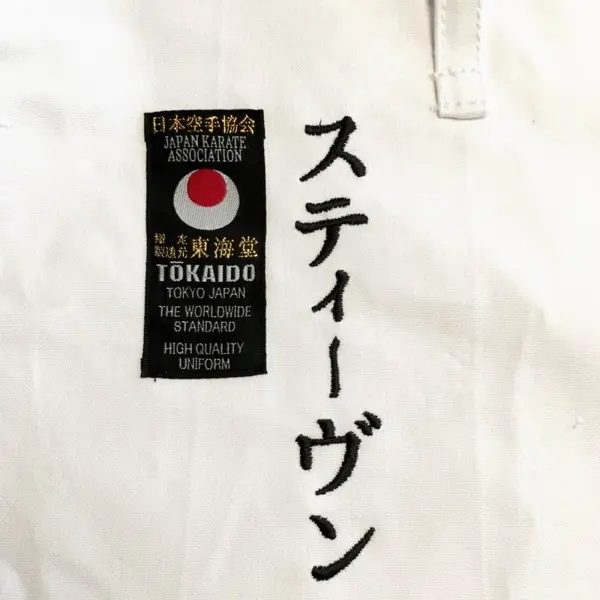 日本空手協会
JAPAN KARATE
ASSOCIATION
東海堂
TŌKAIDO
TOKYO JAPAN
THE WORLDWIDE
STANDARD
HIGH QUALITY
UNIFORM
スティーヴン